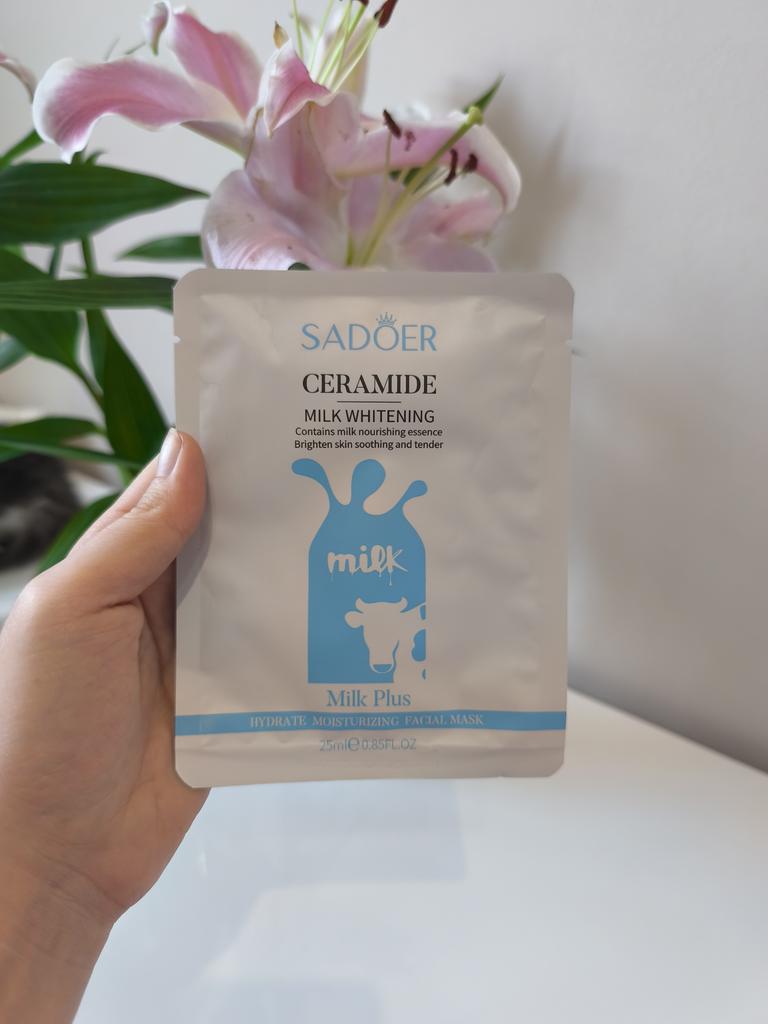 SADOER
CERAMIDE
MILK WHITENING
Contains milk nourishing essence
Brighten skin soothing and tender
milk
Milk Plus
HYDRATE MOISTURIZING FACIAL MASK
25ml℮0.85FL.OZ